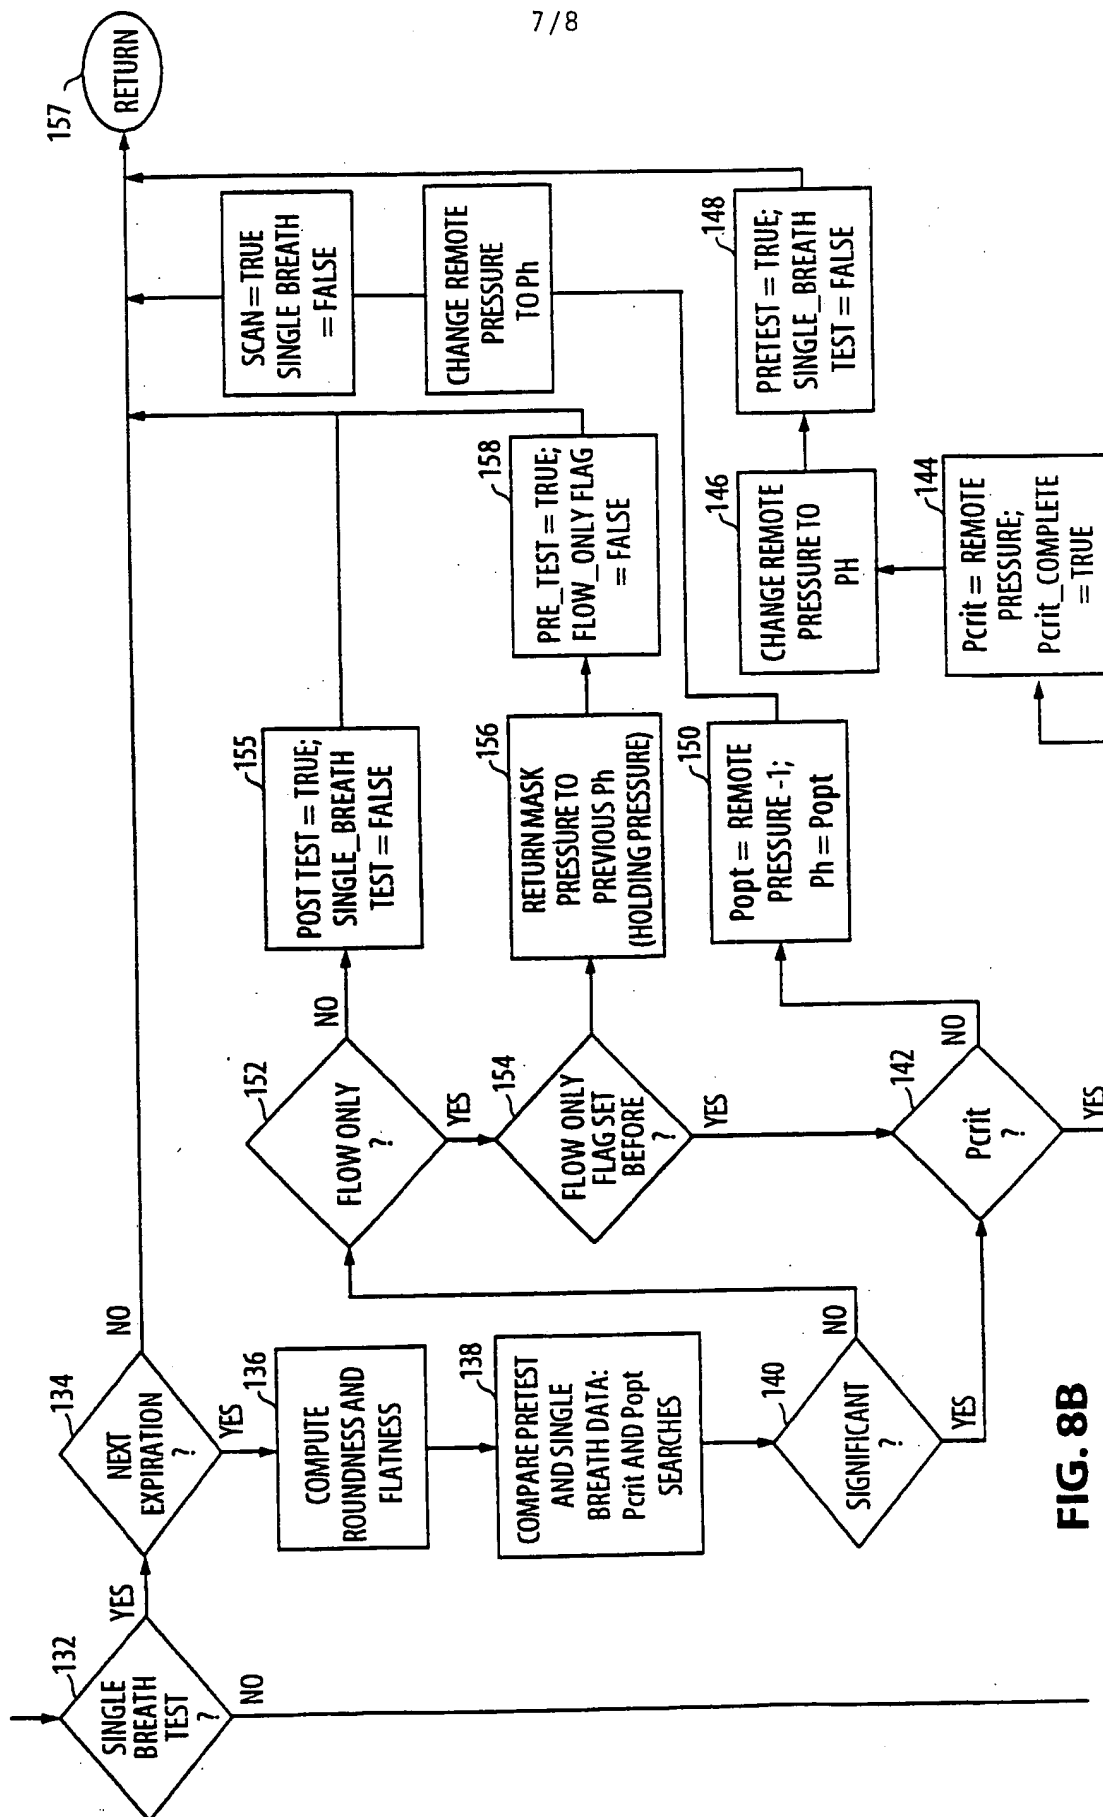 7/8
132
SINGLE
BREATH
TEST
?
YES
NO
134
NEXT
EXPIRATION
?
NO
YES
157
RETURN
136
COMPUTE
ROUNDNESS AND
FLATNESS
138
COMPARE PRETEST
AND SINGLE
BREATH DATA:
Pcrit AND Popt
SEARCHES
140
SIGNIFICANT
?
NO
YES
152
FLOW ONLY
?
NO
YES
155
POST TEST = TRUE;
SINGLE_BREATH
TEST = FALSE
154
FLOW ONLY
FLAG SET
BEFORE
?
YES
156
RETURN MASK
PRESSURE TO
PREVIOUS Ph
(HOLDING PRESSURE)
158
PRE_TEST = TRUE;
FLOW_ONLY FLAG
= FALSE
142
Pcrit
?
NO
YES
150
Popt = REMOTE
PRESSURE -1;
Ph = Popt
CHANGE REMOTE
PRESSURE
TO Ph
SCAN = TRUE
SINGLE BREATH
= FALSE
144
Pcrit = REMOTE
PRESSURE;
Pcrit_COMPLETE
= TRUE
146
CHANGE REMOTE
PRESSURE TO
PH
148
PRETEST = TRUE;
SINGLE_BREATH
TEST = FALSE
FIG. 8B